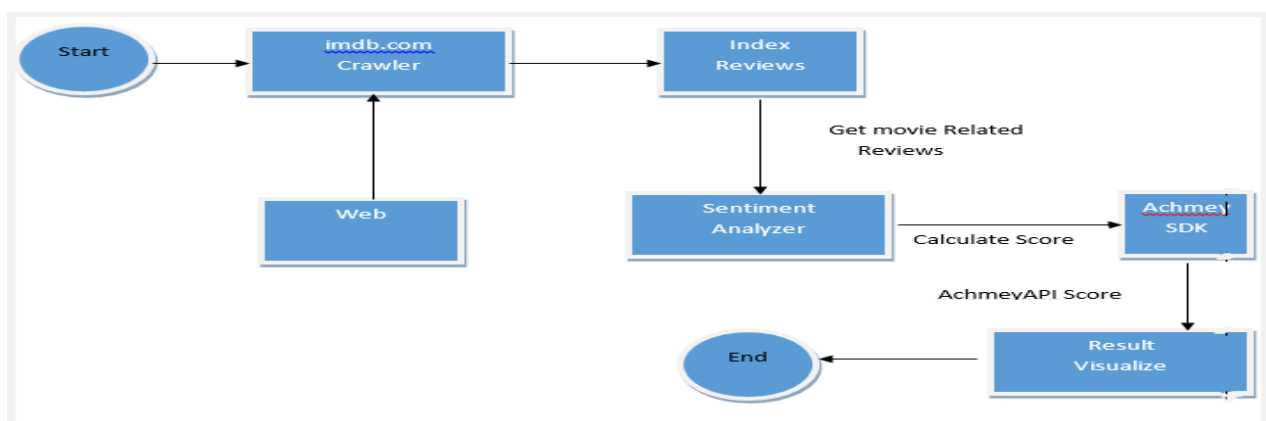 Start
imdb.com
Crawler
Index
Reviews
Get movie Related
Reviews
Web
Sentiment
Analyzer
Calculate Score
Achmey
SDK
AchmeyAPI Score
Result
Visualize
End